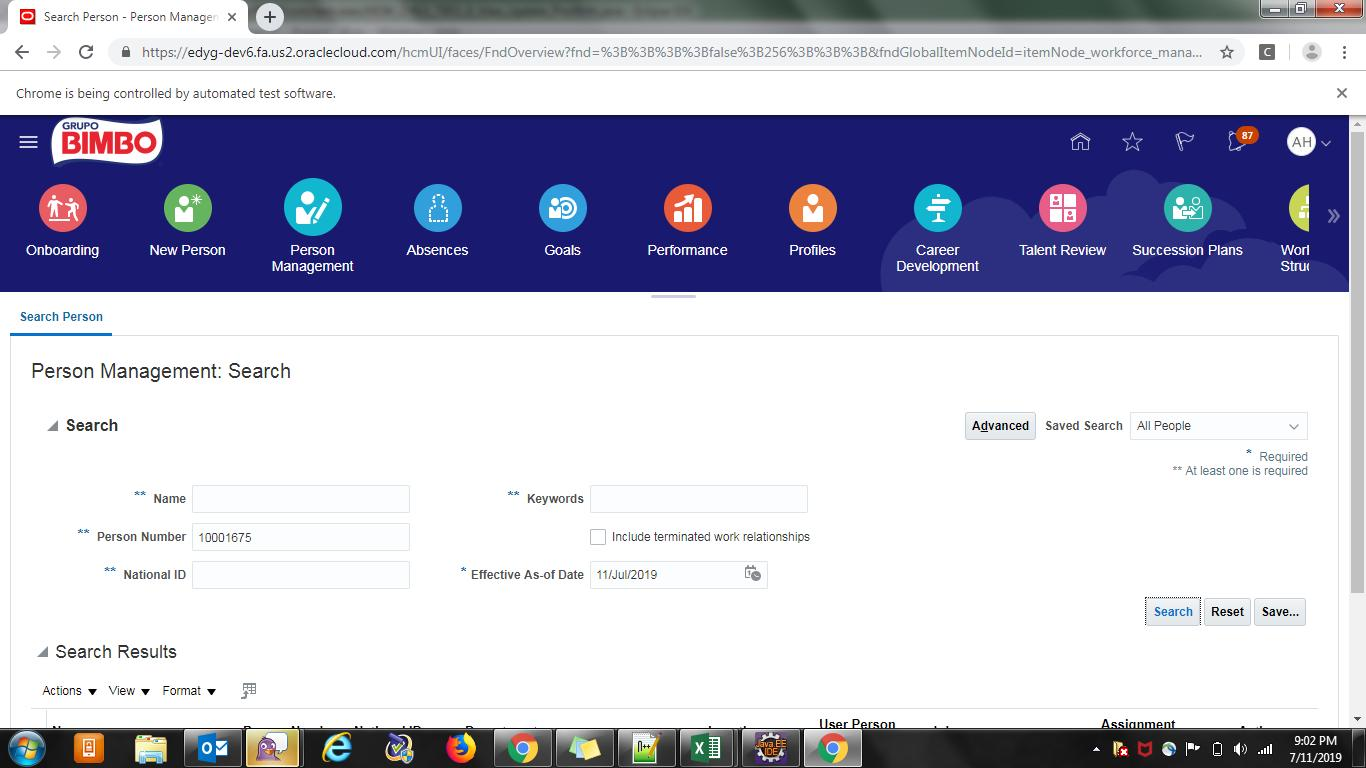 Search Person - Person Manager
https://edyg-dev6.fa.us2.oraclecloud.com/hcmUI/faces/FndOverview?fnd=%3B%3B%3B%3Bfalse%3B256%3B%3B%3B&fndGlobalItemNodeId=itemNode_workforce_mana...
C
Chrome is being controlled by automated test software.
GRUPO
BIMBO
87
AH
Onboarding
New Person
Person Management
Absences
Goals
Performance
Profiles
Career Development
Talent Review
Succession Plans
Search Person
Person Management: Search
Search
Advanced Saved Search All People
* Required
** At least one is required
** Name
** Keywords
** Person Number 10001675
Include terminated work relationships
** National ID
* Effective As-of Date 11/Jul/2019
Search Reset Save...
Search Results
Actions View Format
User Person
Assignment
Java EE
IDE
9:02 PM
7/11/2019